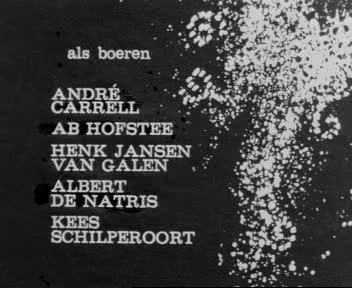 als boeren
ANDRÉ
CARRELL
AB HOFSTEE
HENK JANSEN
VAN GALEN
ALBERT
DE NATRIS
KEES
SCHILPEROORT